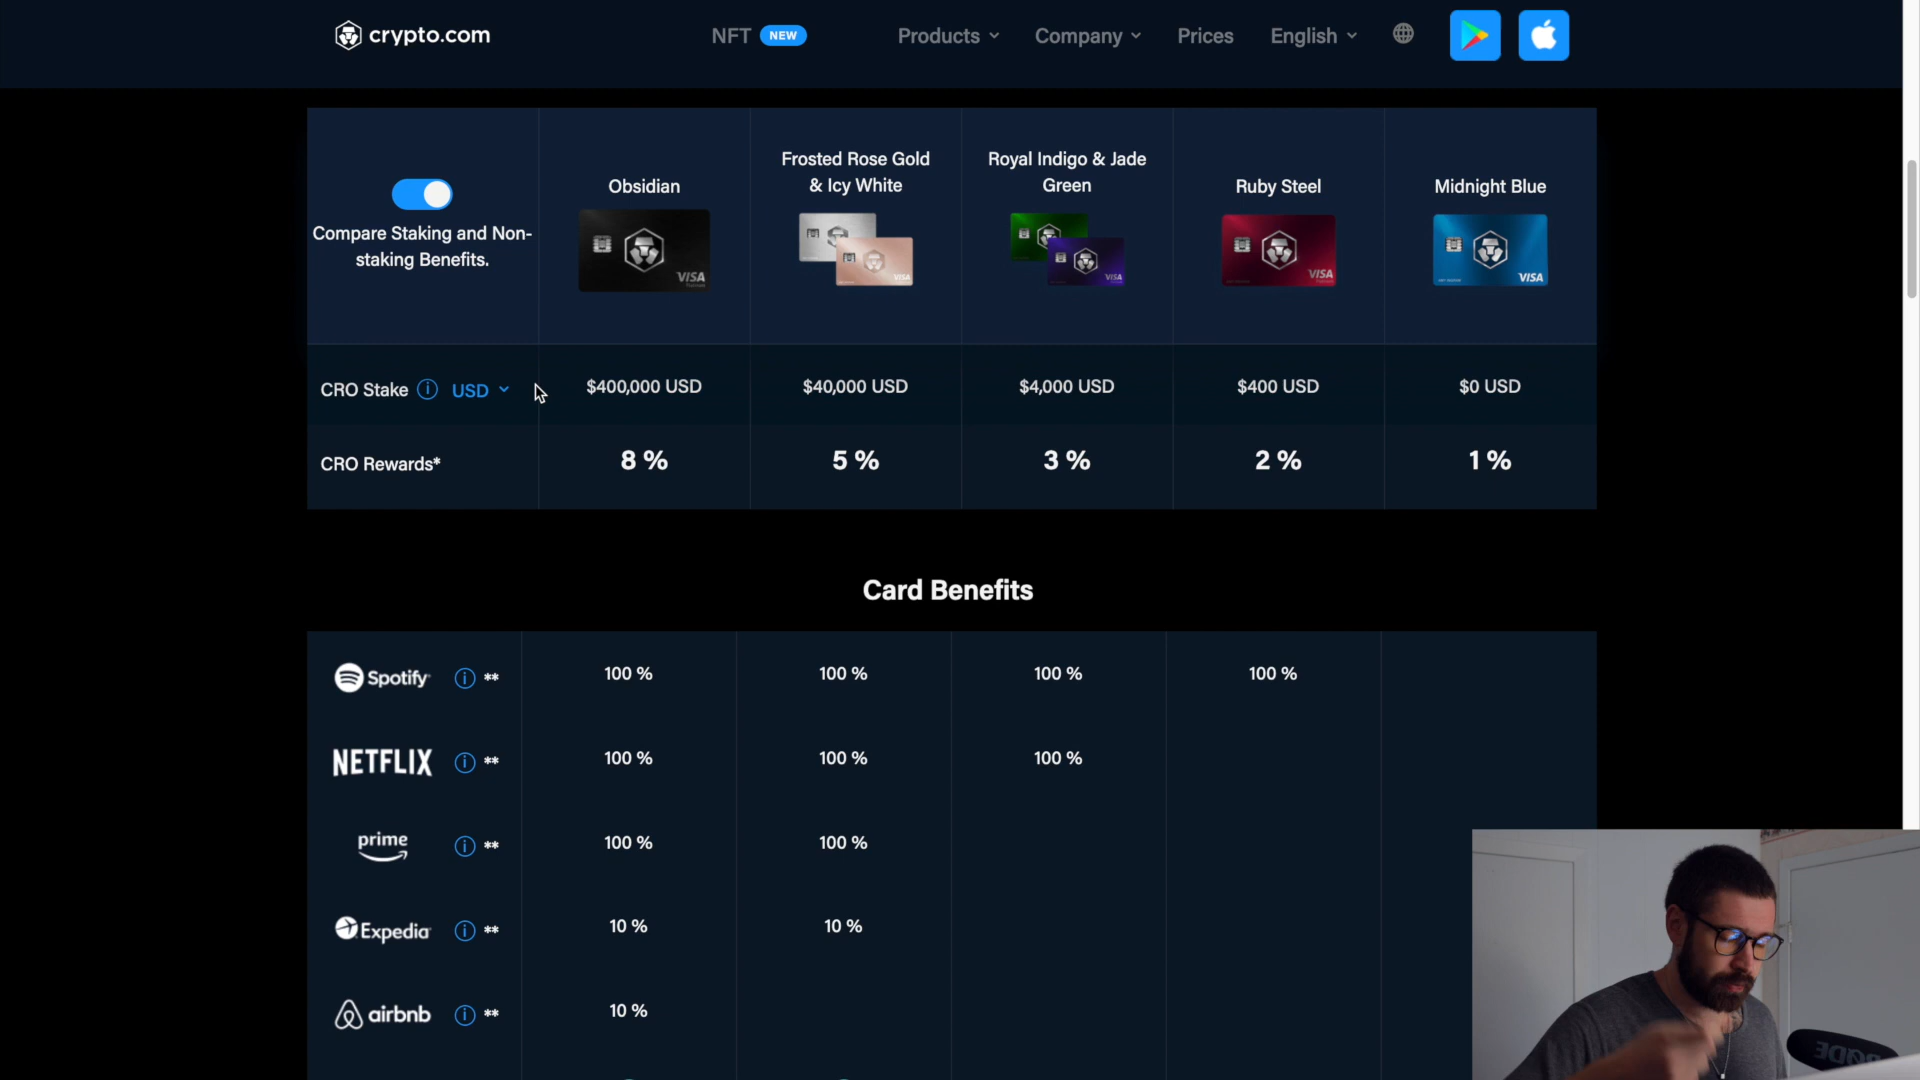 crypto.com NFT NEW Products Company Prices English
Compare Staking and Non-
staking Benefits.
Obsidian
Frosted Rose Gold
& Icy White
Royal Indigo & Jade
Green
Ruby Steel
Midnight Blue
VISA
VISA
VISA
VISA
VISA
CRO Stake USD $400,000 USD $40,000 USD $4,000 USD $400 USD $0 USD
CRO Rewards* 8 % 5 % 3 % 2 % 1 %
Card Benefits
Spotify ** 100 % 100 % 100 % 100 %
NETFLIX ** 100 % 100 % 100 %
prime ** 100 % 100 %
Expedia ** 10 % 10 %
airbnb ** 10 %
RØDE